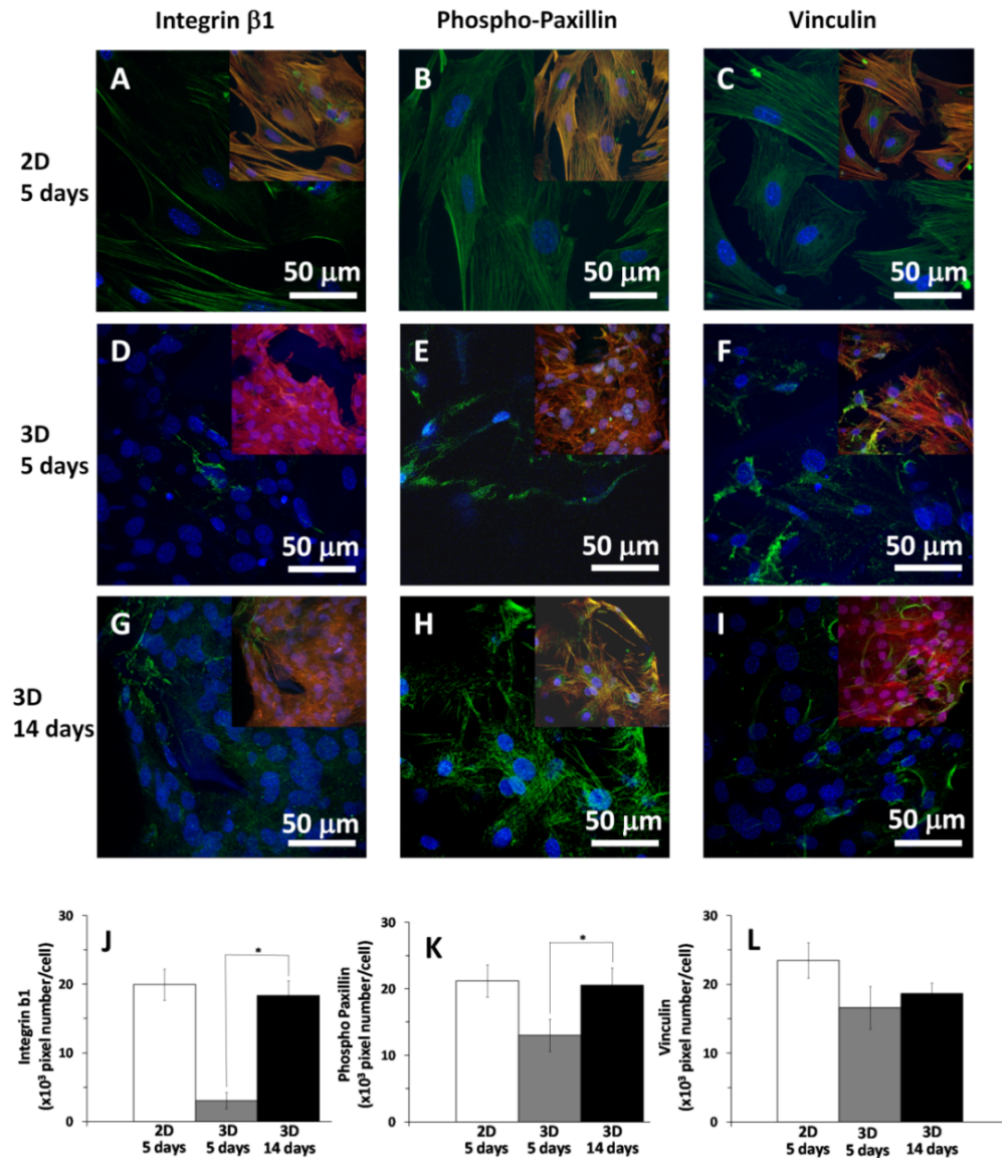 Integrin β1 Phospho-Paxillin Vinculin
A B C
2D
5 days
50 μm 50 μm 50 μm
D E F
3D
5 days
50 μm 50 μm 50 μm
G H I
3D
14 days
50 μm 50 μm 50 μm
J
Integrin b1
(x10³ pixel number/cell)
30
20
10
0
*
2D 3D 3D
5 days 5 days 14 days
K
Phospho Paxillin
(x10³ pixel number/cell)
30
20
10
0
*
2D 3D 3D
5 days 5 days 14 days
L
Vinculin
(x10³ pixel number/cell)
30
20
10
0
2D 3D 3D
5 days 5 days 14 days